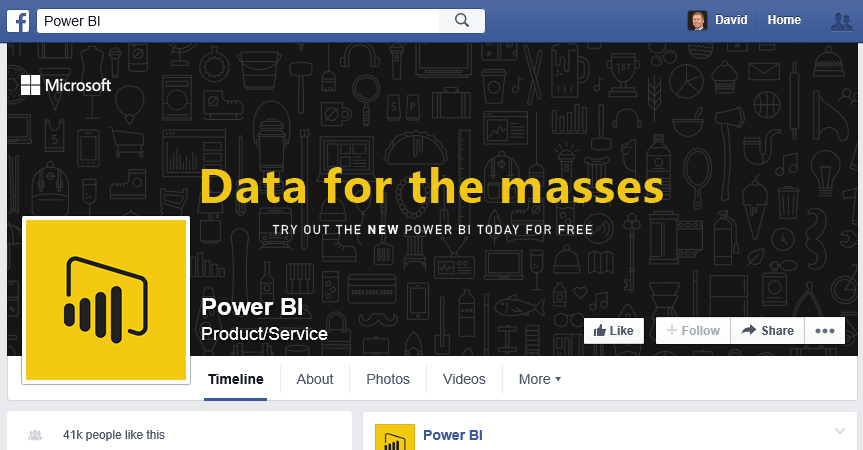 Power BI
David
Home
Microsoft
Data for the masses
TRY OUT THE NEW POWER BI TODAY FOR FREE
Power BI
Product/Service
Like
Follow
Share
Timeline
About
Photos
Videos
More
41k people like this
Power BI